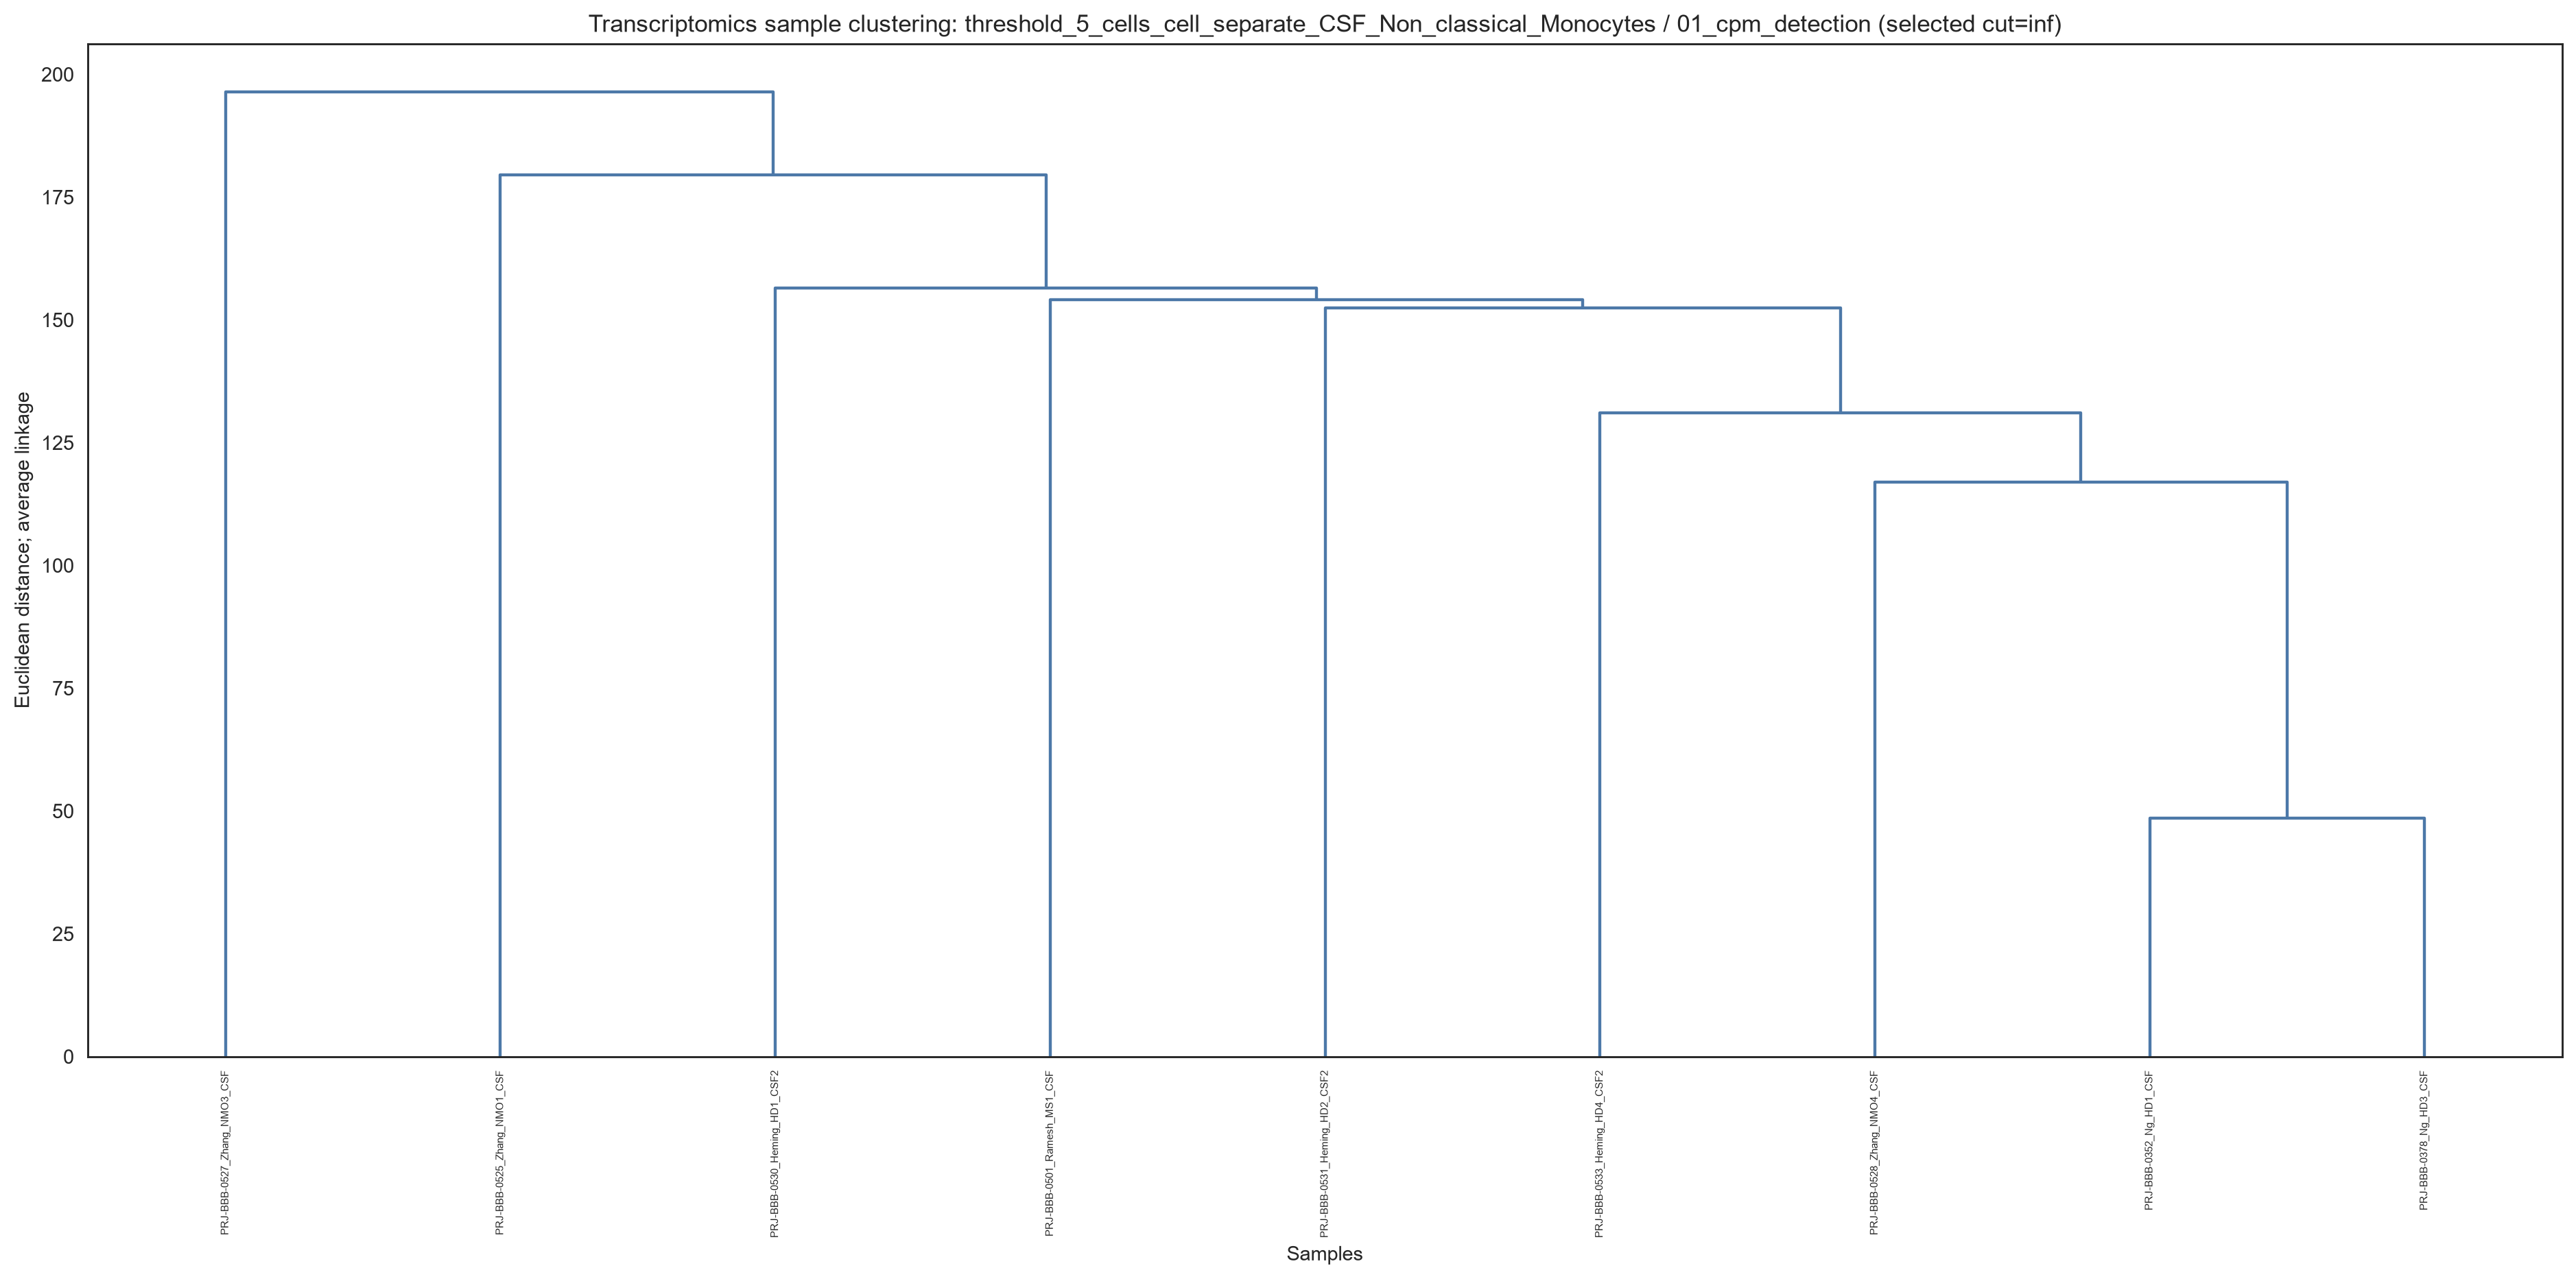 Transcriptomics sample clustering: threshold_5_cells_cell_separate_CSF_Non_classical_Monocytes / 01_cpm_detection (selected cut=inf)
Euclidean distance; average linkage
200
175
150
125
100
75
50
25
0
PRJ-BBB-0527_Zhang_NMO3_CSF
PRJ-BBB-0525_Zhang_NMO1_CSF
PRJ-BBB-0530_Heming_HD1_CSF2
PRJ-BBB-0501_Ramesh_MS1_CSF
PRJ-BBB-0531_Heming_HD2_CSF2
PRJ-BBB-0533_Heming_HD4_CSF2
PRJ-BBB-0528_Zhang_NMO4_CSF
PRJ-BBB-0352_Ng_HD1_CSF
PRJ-BBB-0378_Ng_HD3_CSF
Samples